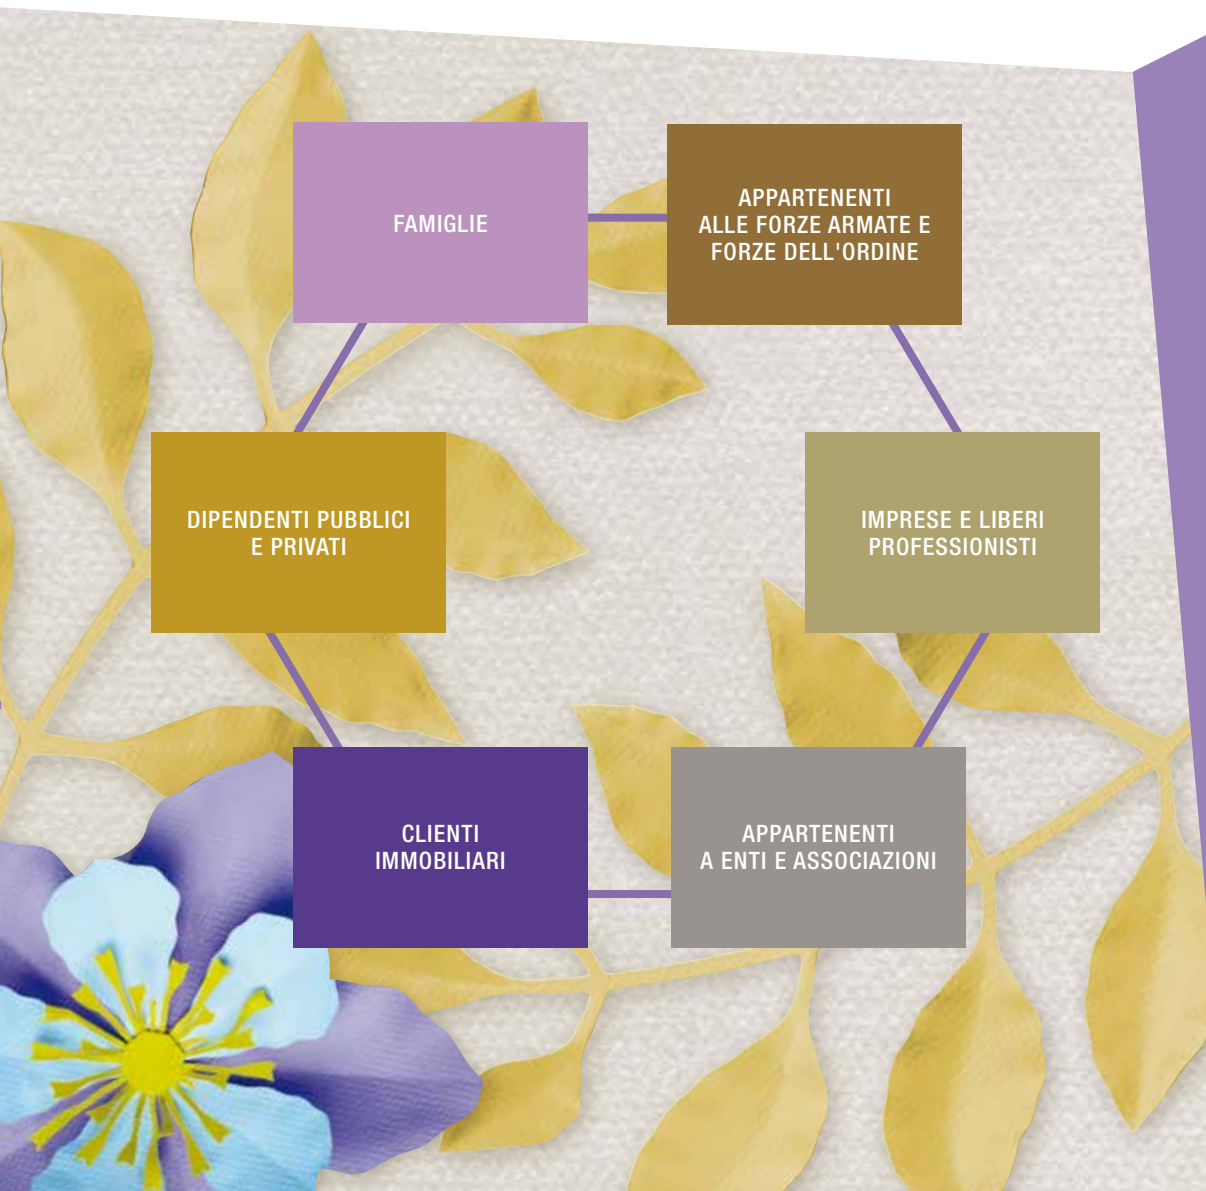 FAMIGLIE
APPARTENENTI
ALLE FORZE ARMATE E
FORZE DELL'ORDINE
DIPENDENTI PUBBLICI
E PRIVATI
IMPRESE E LIBERI
PROFESSIONISTI
CLIENTI
IMMOBILIARI
APPARTENENTI
A ENTI E ASSOCIAZIONI